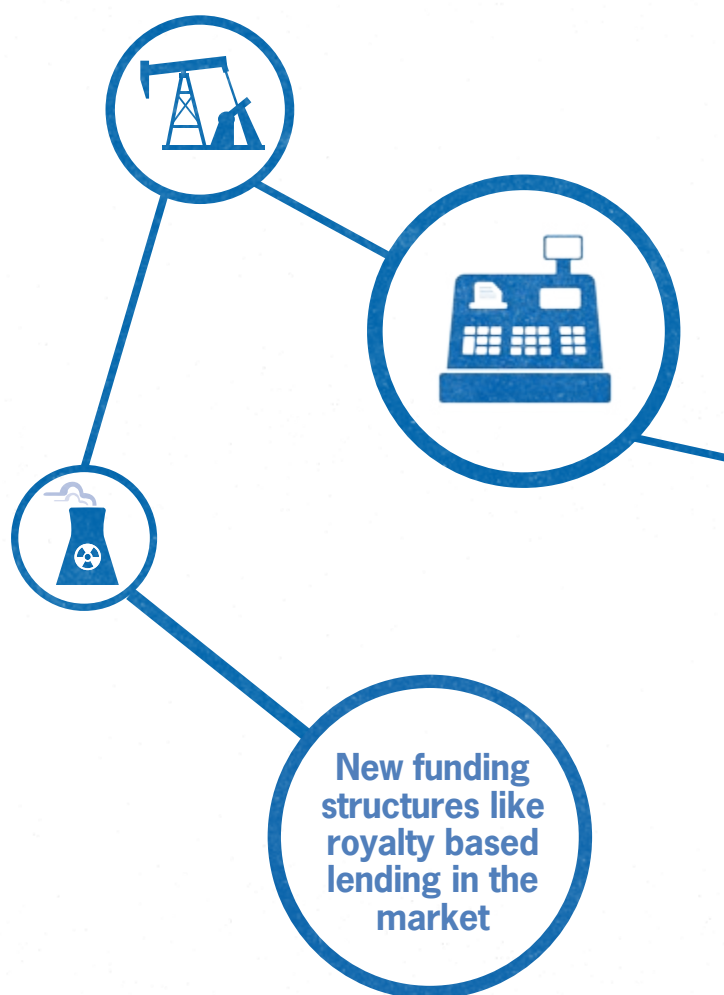 New funding
structures like
royalty based
lending in the
market